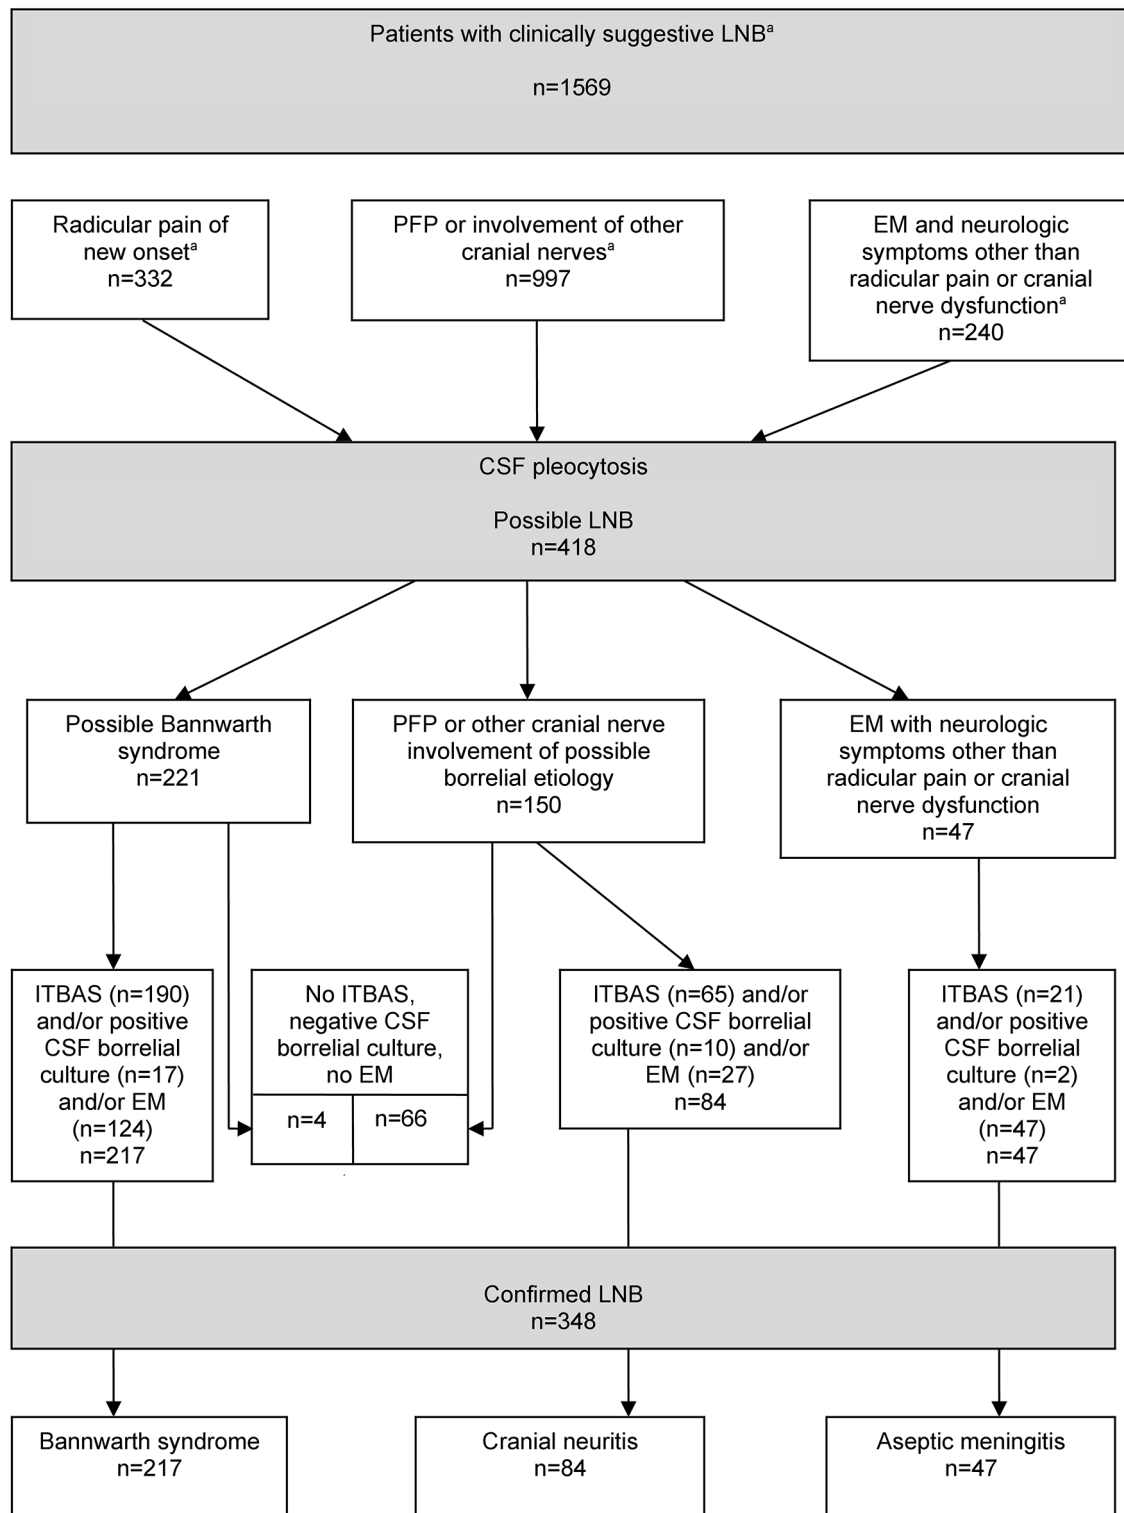 Patients with clinically suggestive LNBᵃ
n=1569
Radicular pain of
new onsetᵃ
n=332
PFP or involvement of other
cranial nervesᵃ
n=997
EM and neurologic
symptoms other than
radicular pain or cranial
nerve dysfunctionᵃ
n=240
CSF pleocytosis
Possible LNB
n=418
Possible Bannwarth
syndrome
n=221
PFP or other cranial nerve
involvement of possible
borrelial etiology
n=150
EM with neurologic
symptoms other than
radicular pain or cranial
nerve dysfunction
n=47
ITBAS (n=190)
and/or positive
CSF borrelial
culture (n=17)
and/or EM
(n=124)
n=217
No ITBAS,
negative CSF
borrelial culture,
no EM
n=4
n=66
ITBAS (n=65) and/or
positive CSF borrelial
culture (n=10) and/or
EM (n=27)
n=84
ITBAS (n=21)
and/or positive
CSF borrelial
culture (n=2)
and/or EM
(n=47)
n=47
Confirmed LNB
n=348
Bannwarth syndrome
n=217
Cranial neuritis
n=84
Aseptic meningitis
n=47